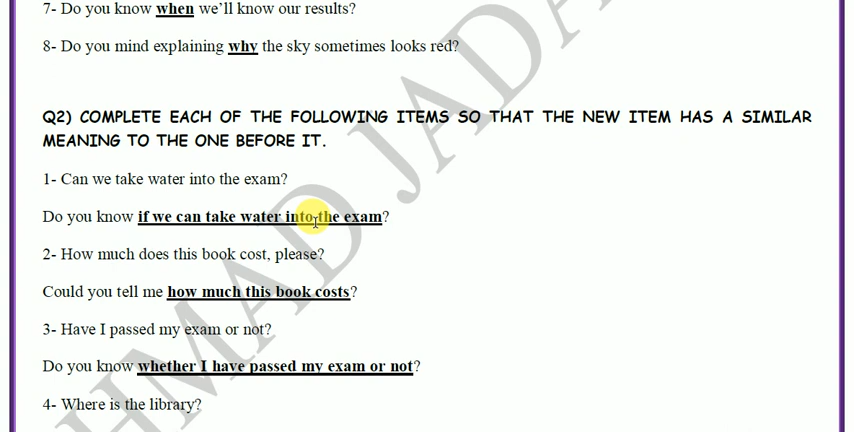 7- Do you know when we'll know our results?
8- Do you mind explaining why the sky sometimes looks red?
Q2) COMPLETE EACH OF THE FOLLOWING ITEMS SO THAT THE NEW ITEM HAS A SIMILAR
MEANING TO THE ONE BEFORE IT.
1- Can we take water into the exam?
Do you know if we can take water into the exam?
2- How much does this book cost, please?
Could you tell me how much this book costs?
3- Have I passed my exam or not?
Do you know whether I have passed my exam or not?
4- Where is the library?
HMAD JADA